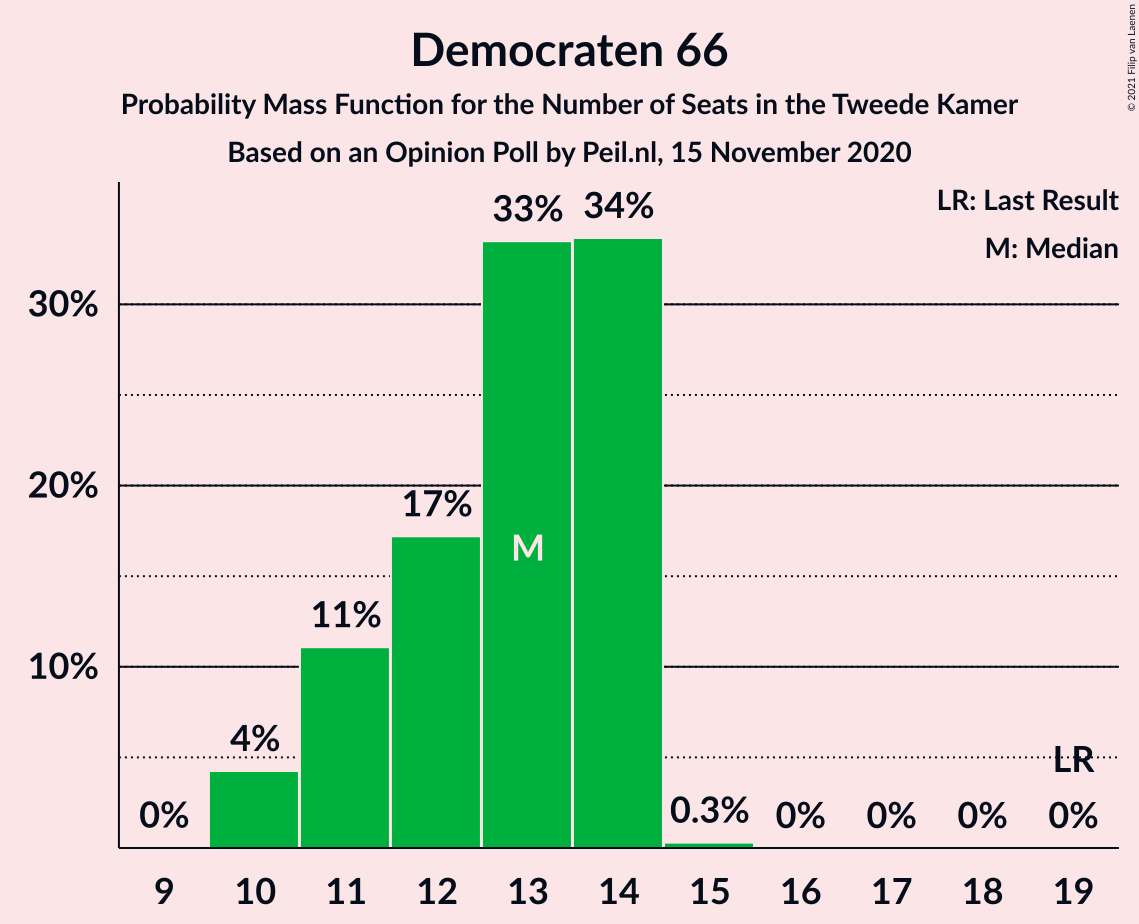 Democraten 66
Probability Mass Function for the Number of Seats in the Tweede Kamer
Based on an Opinion Poll by Peil.nl, 15 November 2020
© 2021 Filip van Laenen
LR: Last Result
M: Median
33% 34%
30%
20%
17%
M
11%
10%
4%
LR
0% 0.3% 0% 0% 0% 0%
9 10 11 12 13 14 15 16 17 18 19